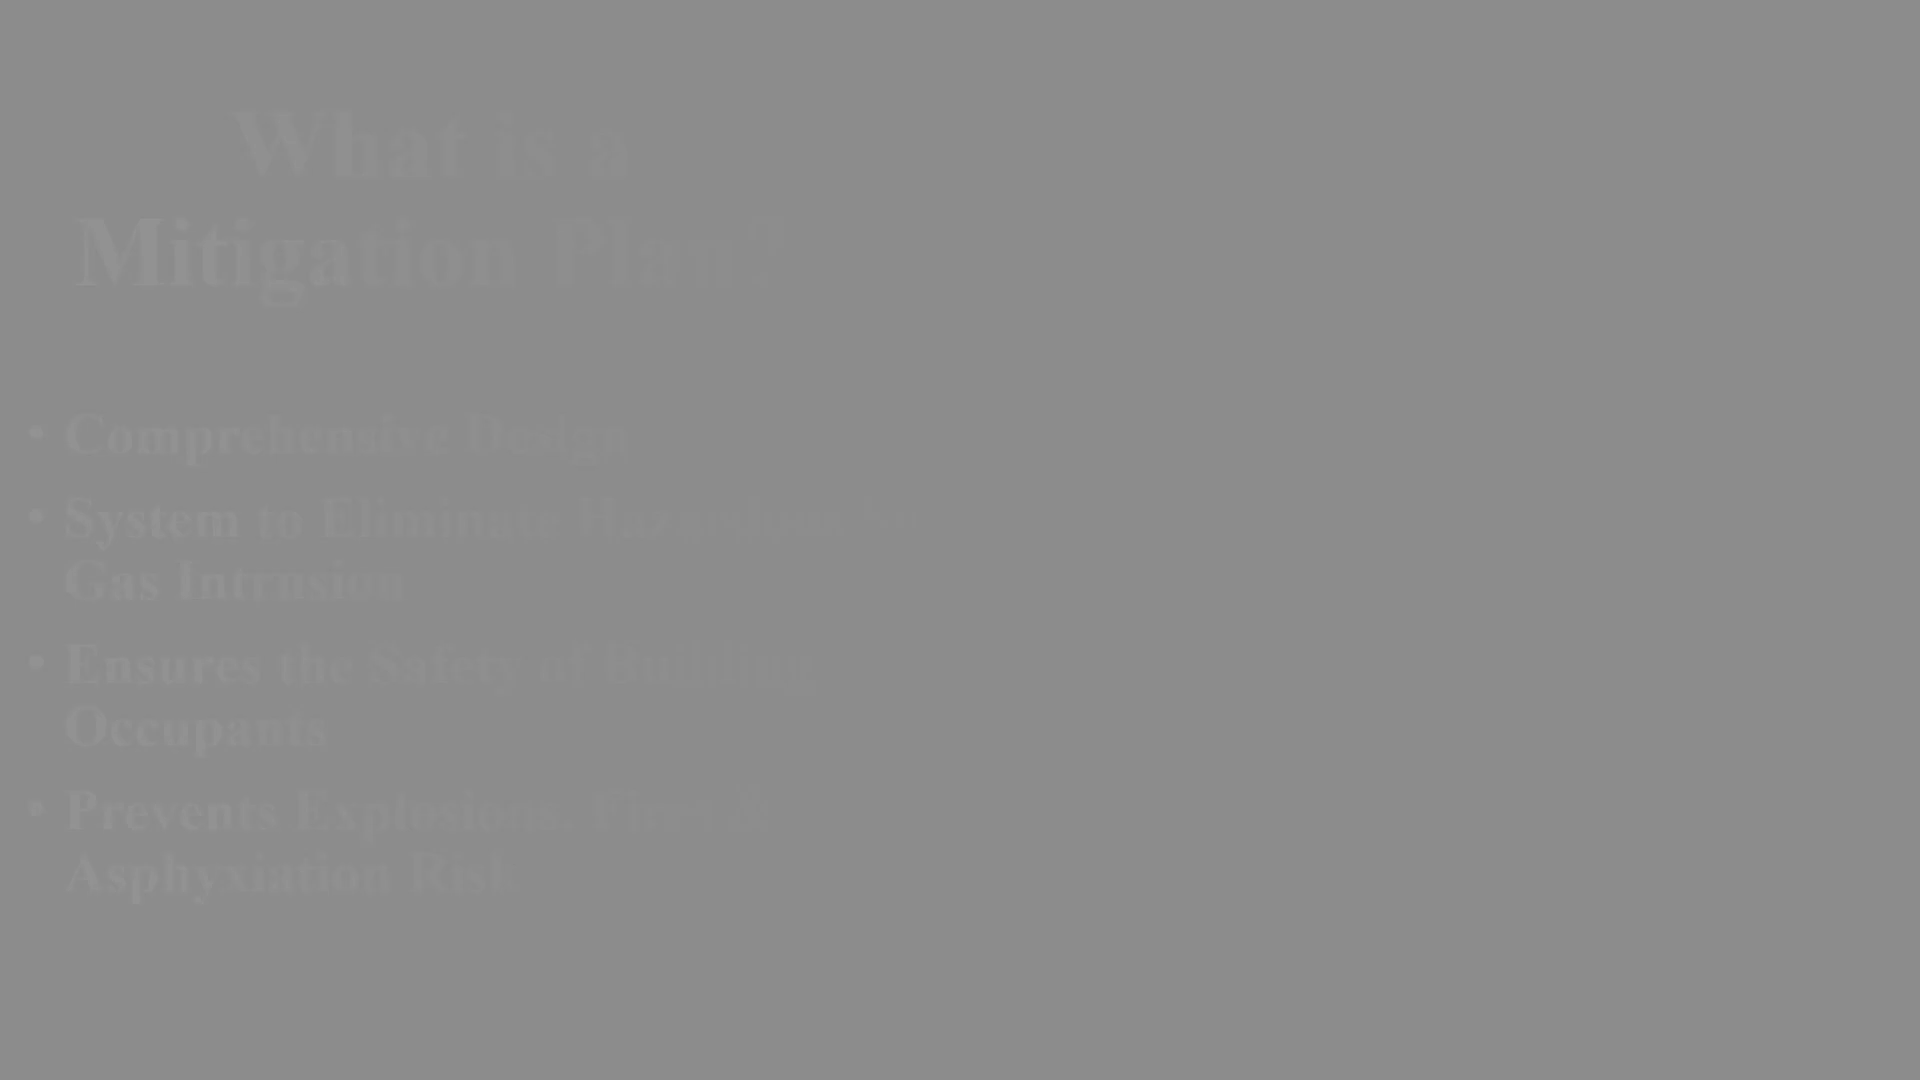 What is a
Mitigation Plan?
• Comprehensive Design
• System to Eliminate Hazardous
Gas Intrusion
• Ensures the Safety of Building
Occupants
• Prevents Explosions, Fires &
Asphyxiation Risk